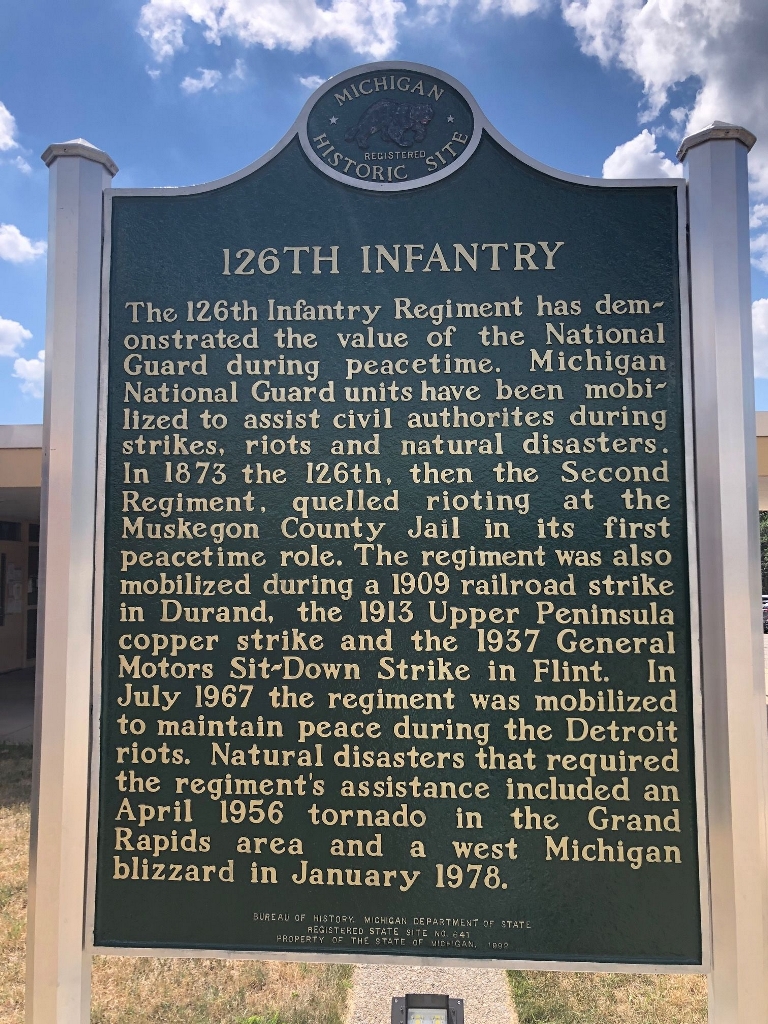 MICHIGAN
REGISTERED
HISTORIC SITE
126TH INFANTRY
The 126th Infantry Regiment has dem-
onstrated the value of the National
Guard during peacetime. Michigan
National Guard units have been mobi-
lized to assist civil authorites during
strikes, riots and natural disasters.
In 1873 the 126th, then the Second
Regiment, quelled rioting at the
Muskegon County Jail in its first
peacetime role. The regiment was also
mobilized during a 1909 railroad strike
in Durand, the 1913 Upper Peninsula
copper strike and the 1937 General
Motors Sit-Down Strike in Flint. In
July 1967 the regiment was mobilized
to maintain peace during the Detroit
riots. Natural disasters that required
the regiment's assistance included an
April 1956 tornado in the Grand
Rapids area and a west Michigan
blizzard in January 1978.
BUREAU OF HISTORY, MICHIGAN DEPARTMENT OF STATE
REGISTERED STATE SITE NO. 641
PROPERTY OF THE STATE OF MICHIGAN, 1992